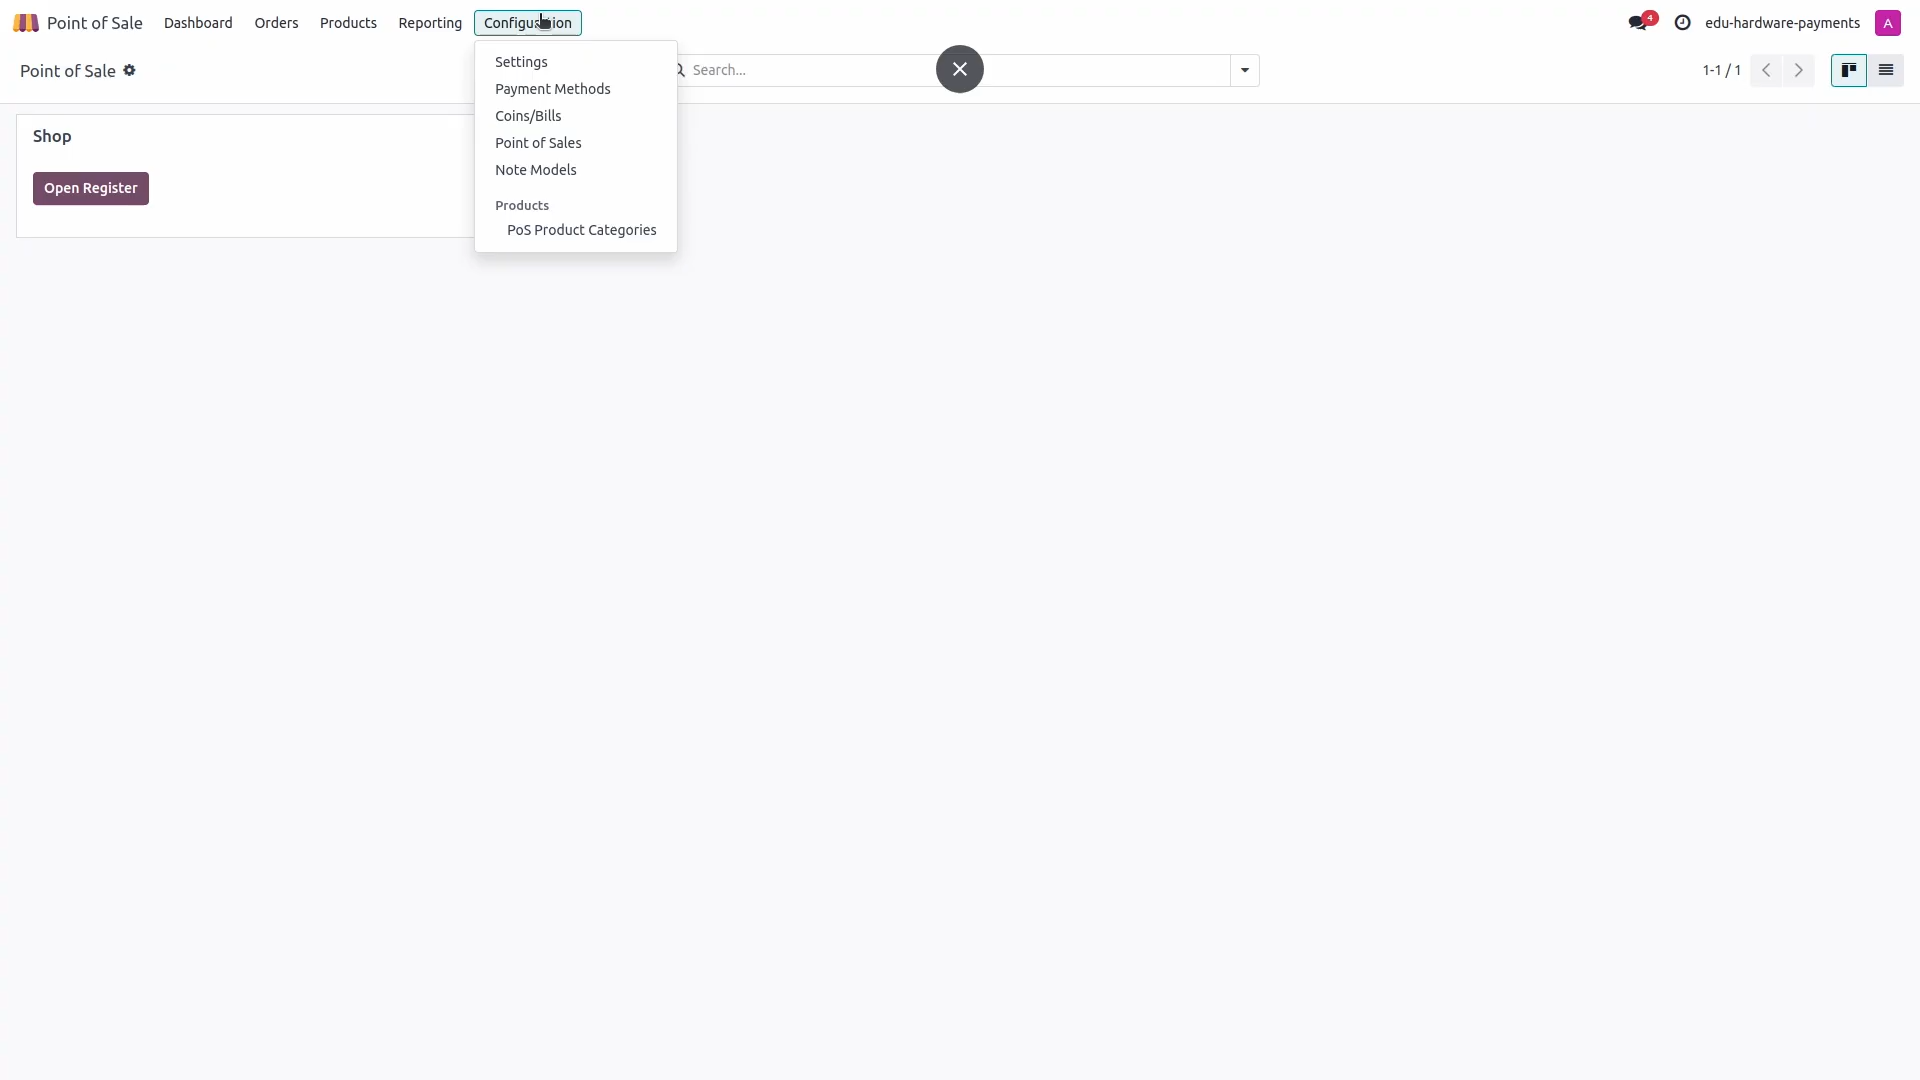 Point of Sale Dashboard Orders Products Reporting Configuration 4 edu-hardware-payments A
Point of Sale Search... 1-1 / 1
Settings
Payment Methods
Coins/Bills
Point of Sales
Note Models
Products
PoS Product Categories
Shop
Open Register